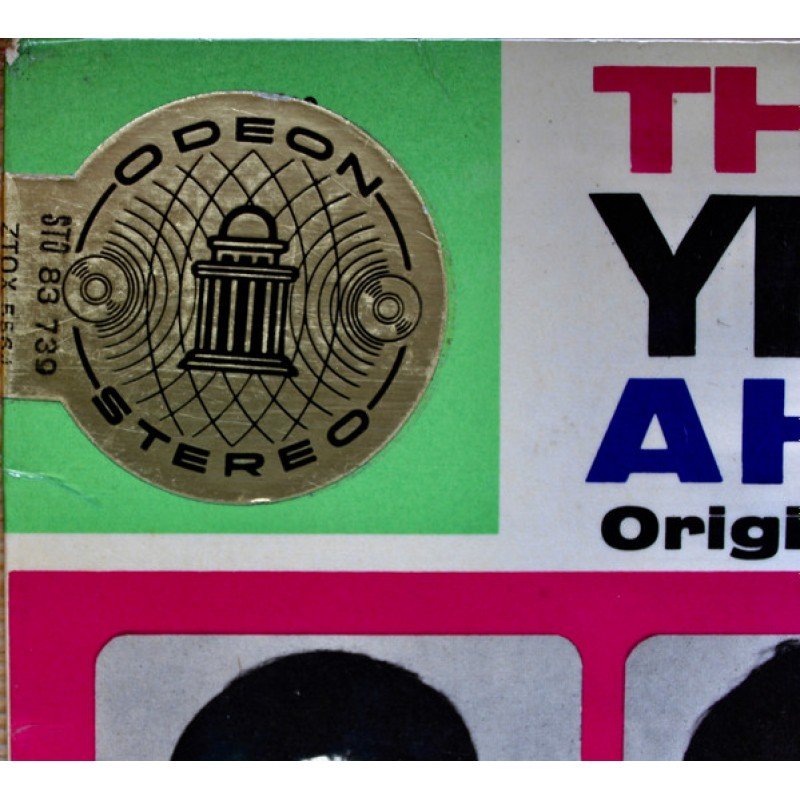 ODEON
STEREO
STO 83 739
TH
YE
AH
Origi